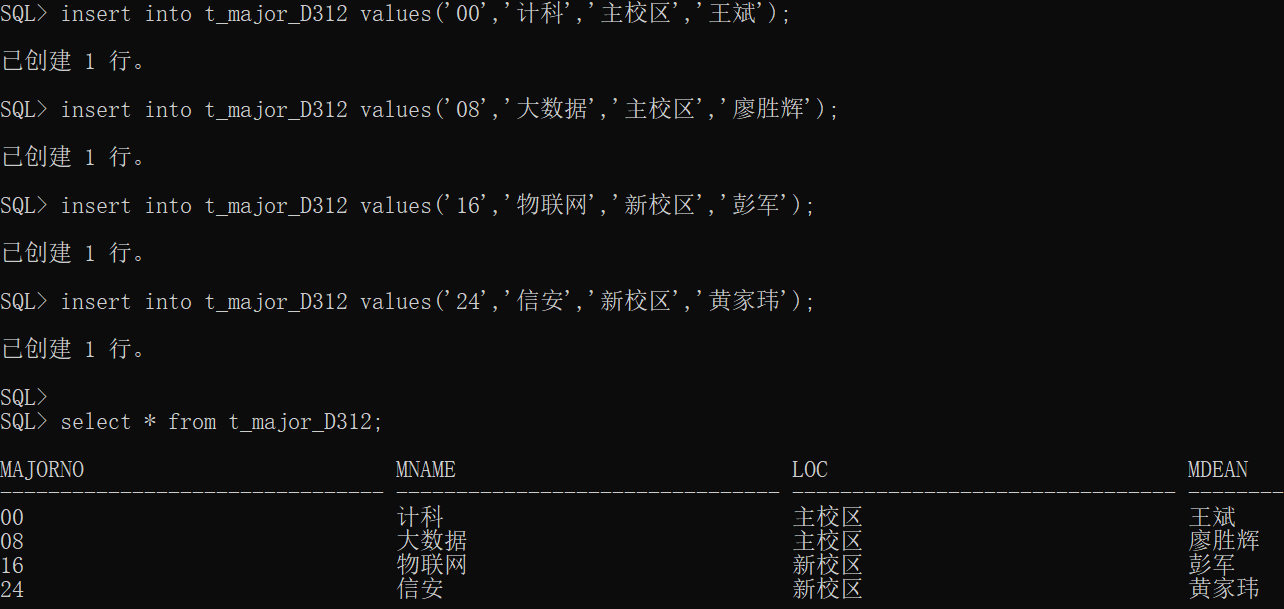 SQL> insert into t_major_D312 values('00','计科','主校区','王斌');
已创建 1 行。
SQL> insert into t_major_D312 values('08','大数据','主校区','廖胜辉');
已创建 1 行。
SQL> insert into t_major_D312 values('16','物联网','新校区','彭军');
已创建 1 行。
SQL> insert into t_major_D312 values('24','信安','新校区','黄家玮');
已创建 1 行。
SQL>
SQL> select * from t_major_D312;
MAJORNO MNAME LOC MDEAN
-------------------------------- -------------------------------- -------------------------------- --------
00 计科 主校区 王斌
08 大数据 主校区 廖胜辉
16 物联网 新校区 彭军
24 信安 新校区 黄家玮